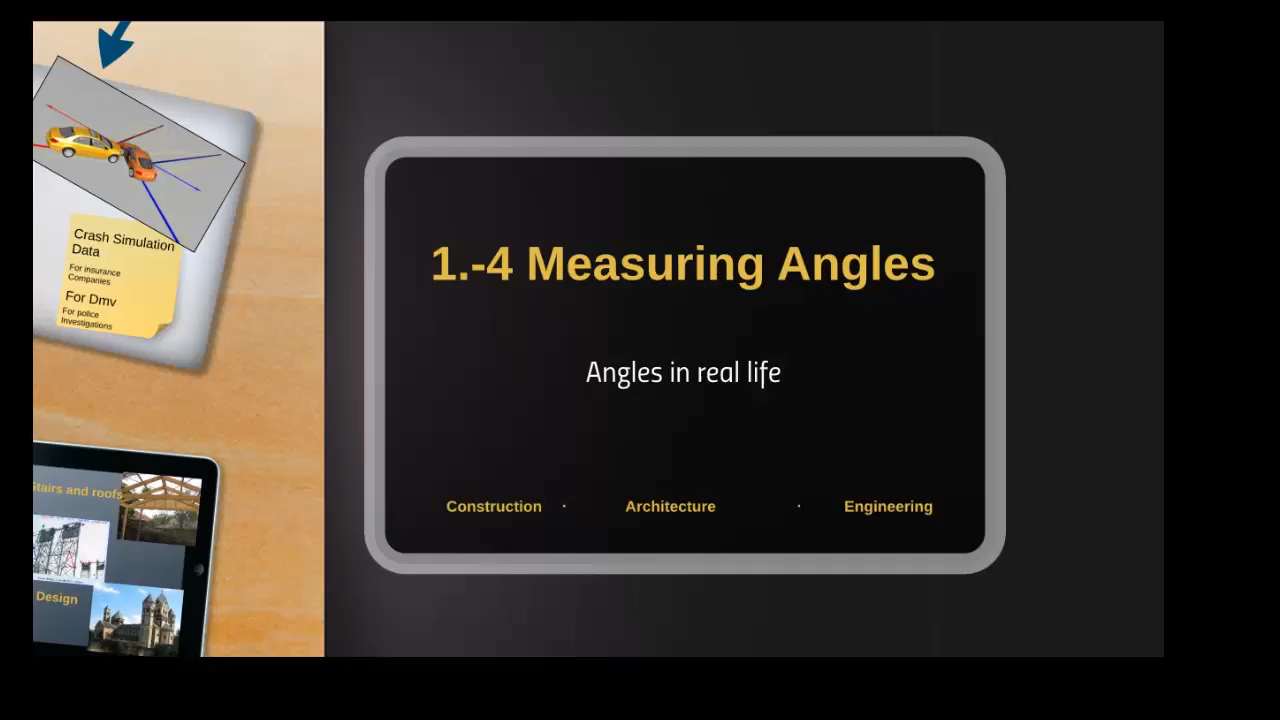 Crash Simulation
Data
For insurance
Companies
For Dmv
For police
Investigations
Stairs and roofs
Design
1.-4 Measuring Angles
Angles in real life
Construction · Architecture · Engineering